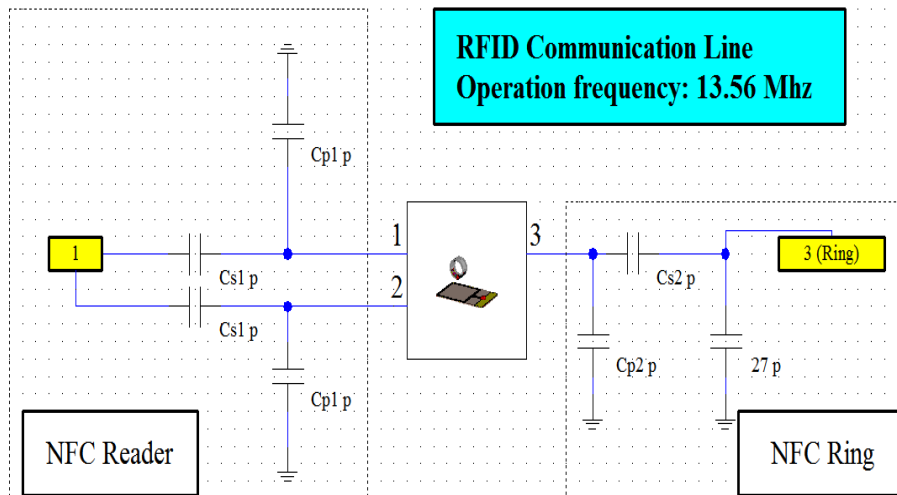 RFID Communication Line
Operation frequency: 13.56 Mhz
Cp1 p
1
Cs1 p
1
3
3 (Ring)
Cs2 p
2
Cs1 p
Cp1 p
Cp2 p
27 p
NFC Reader
NFC Ring